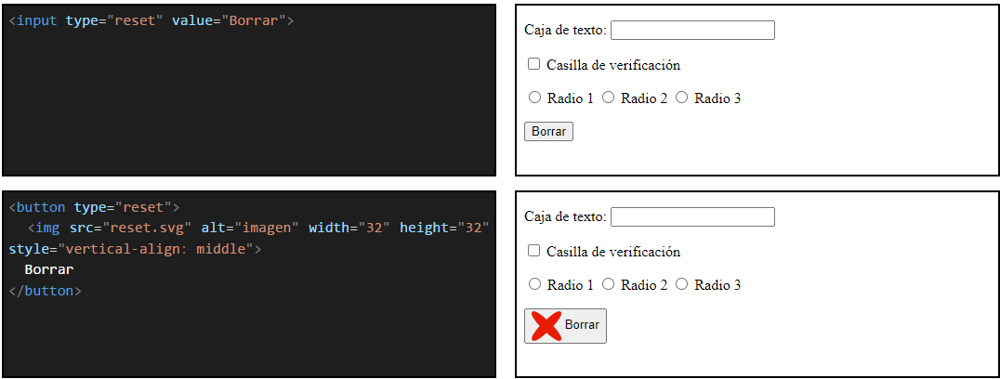 <input type="reset" value="Borrar">
Caja de texto:
Casilla de verificación
Radio 1 Radio 2 Radio 3
Borrar
<button type="reset">
<img src="reset.svg" alt="imagen" width="32" height="32"
style="vertical-align: middle">
Borrar
</button>
Caja de texto:
Casilla de verificación
Radio 1 Radio 2 Radio 3
Borrar